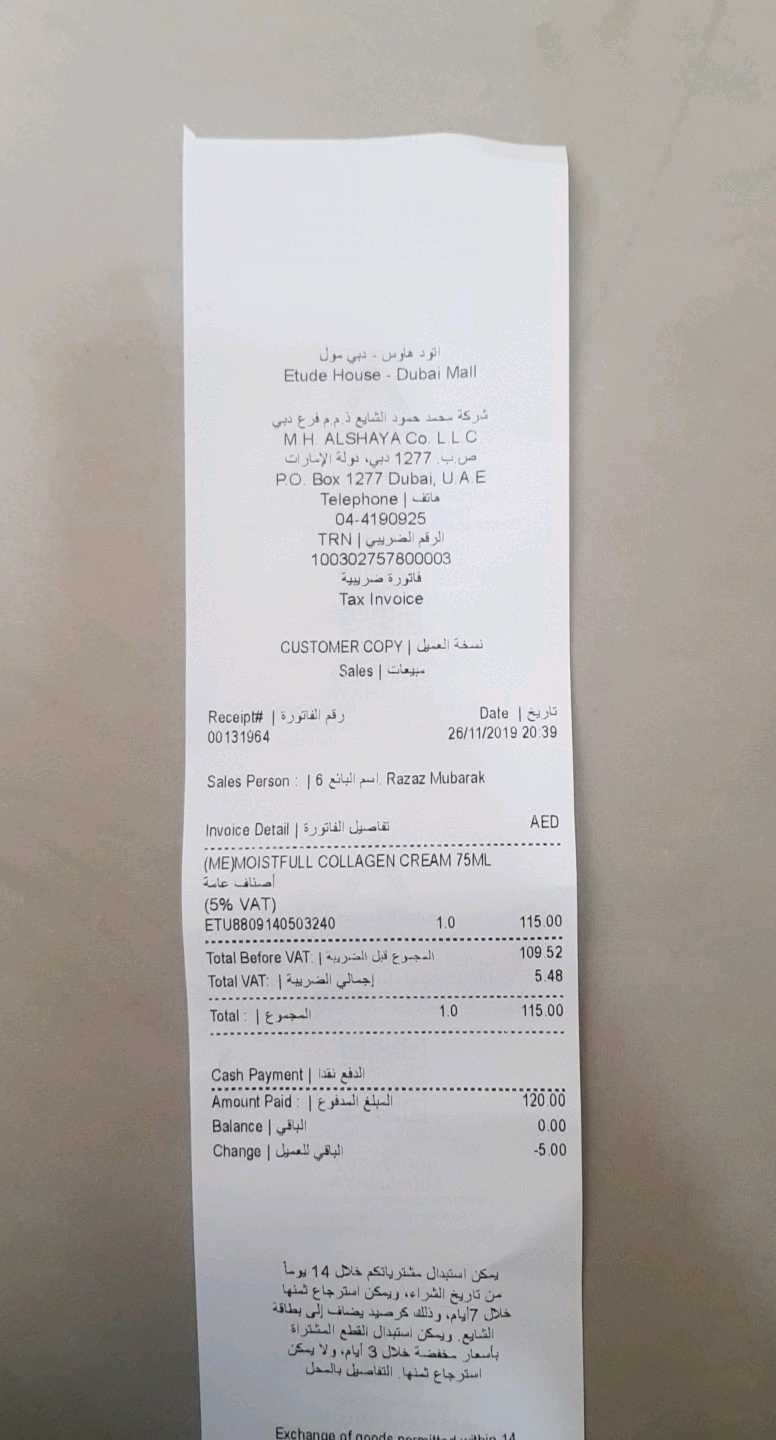 اتود هاوس - دبي مول
Etude House - Dubai Mall
شركة محمد حمود الشايع ذ.م.م فرع دبي
M.H. ALSHAYA Co. L.L.C
ص.ب. 1277 دبي، دولة الإمارات
P.O. Box 1277 Dubai, U.A.E
Telephone | هاتف
04-4190925
TRN | الرقم الضريبي
100302757800003
فاتورة ضريبية
Tax Invoice
CUSTOMER COPY | نسخة العميل
Sales | مبيعات
Receipt# | رقم الفاتورة Date | تاريخ
00131964 26/11/2019 20:39
Sales Person : | اسم البائع 6. Razaz Mubarak
Invoice Detail | تفاصيل الفاتورة AED
(ME)MOISTFULL COLLAGEN CREAM 75ML
أصناف عامة
(5% VAT)
ETU8809140503240 1.0 115.00
Total Before VAT: | المجموع قبل الضريبة 109.52
Total VAT: | إجمالي الضريبة 5.48
Total : | المجموع 1.0 115.00
Cash Payment | الدفع نقدا
Amount Paid : | المبلغ المدفوع 120.00
Balance | الباقي 0.00
Change | الباقي للعميل -5.00
يمكن استبدال مشترياتكم خلال 14 يوماً
من تاريخ الشراء، ويمكن استرجاع ثمنها
خلال 7أيام، وذلك كرصيد يضاف إلى بطاقة
الشايع. ويمكن استبدال القطع المشتراة
بأسعار مخفضة خلال 3 أيام، ولا يمكن
استرجاع ثمنها. التفاصيل بالمحل
Exchange of goods permitted within 14